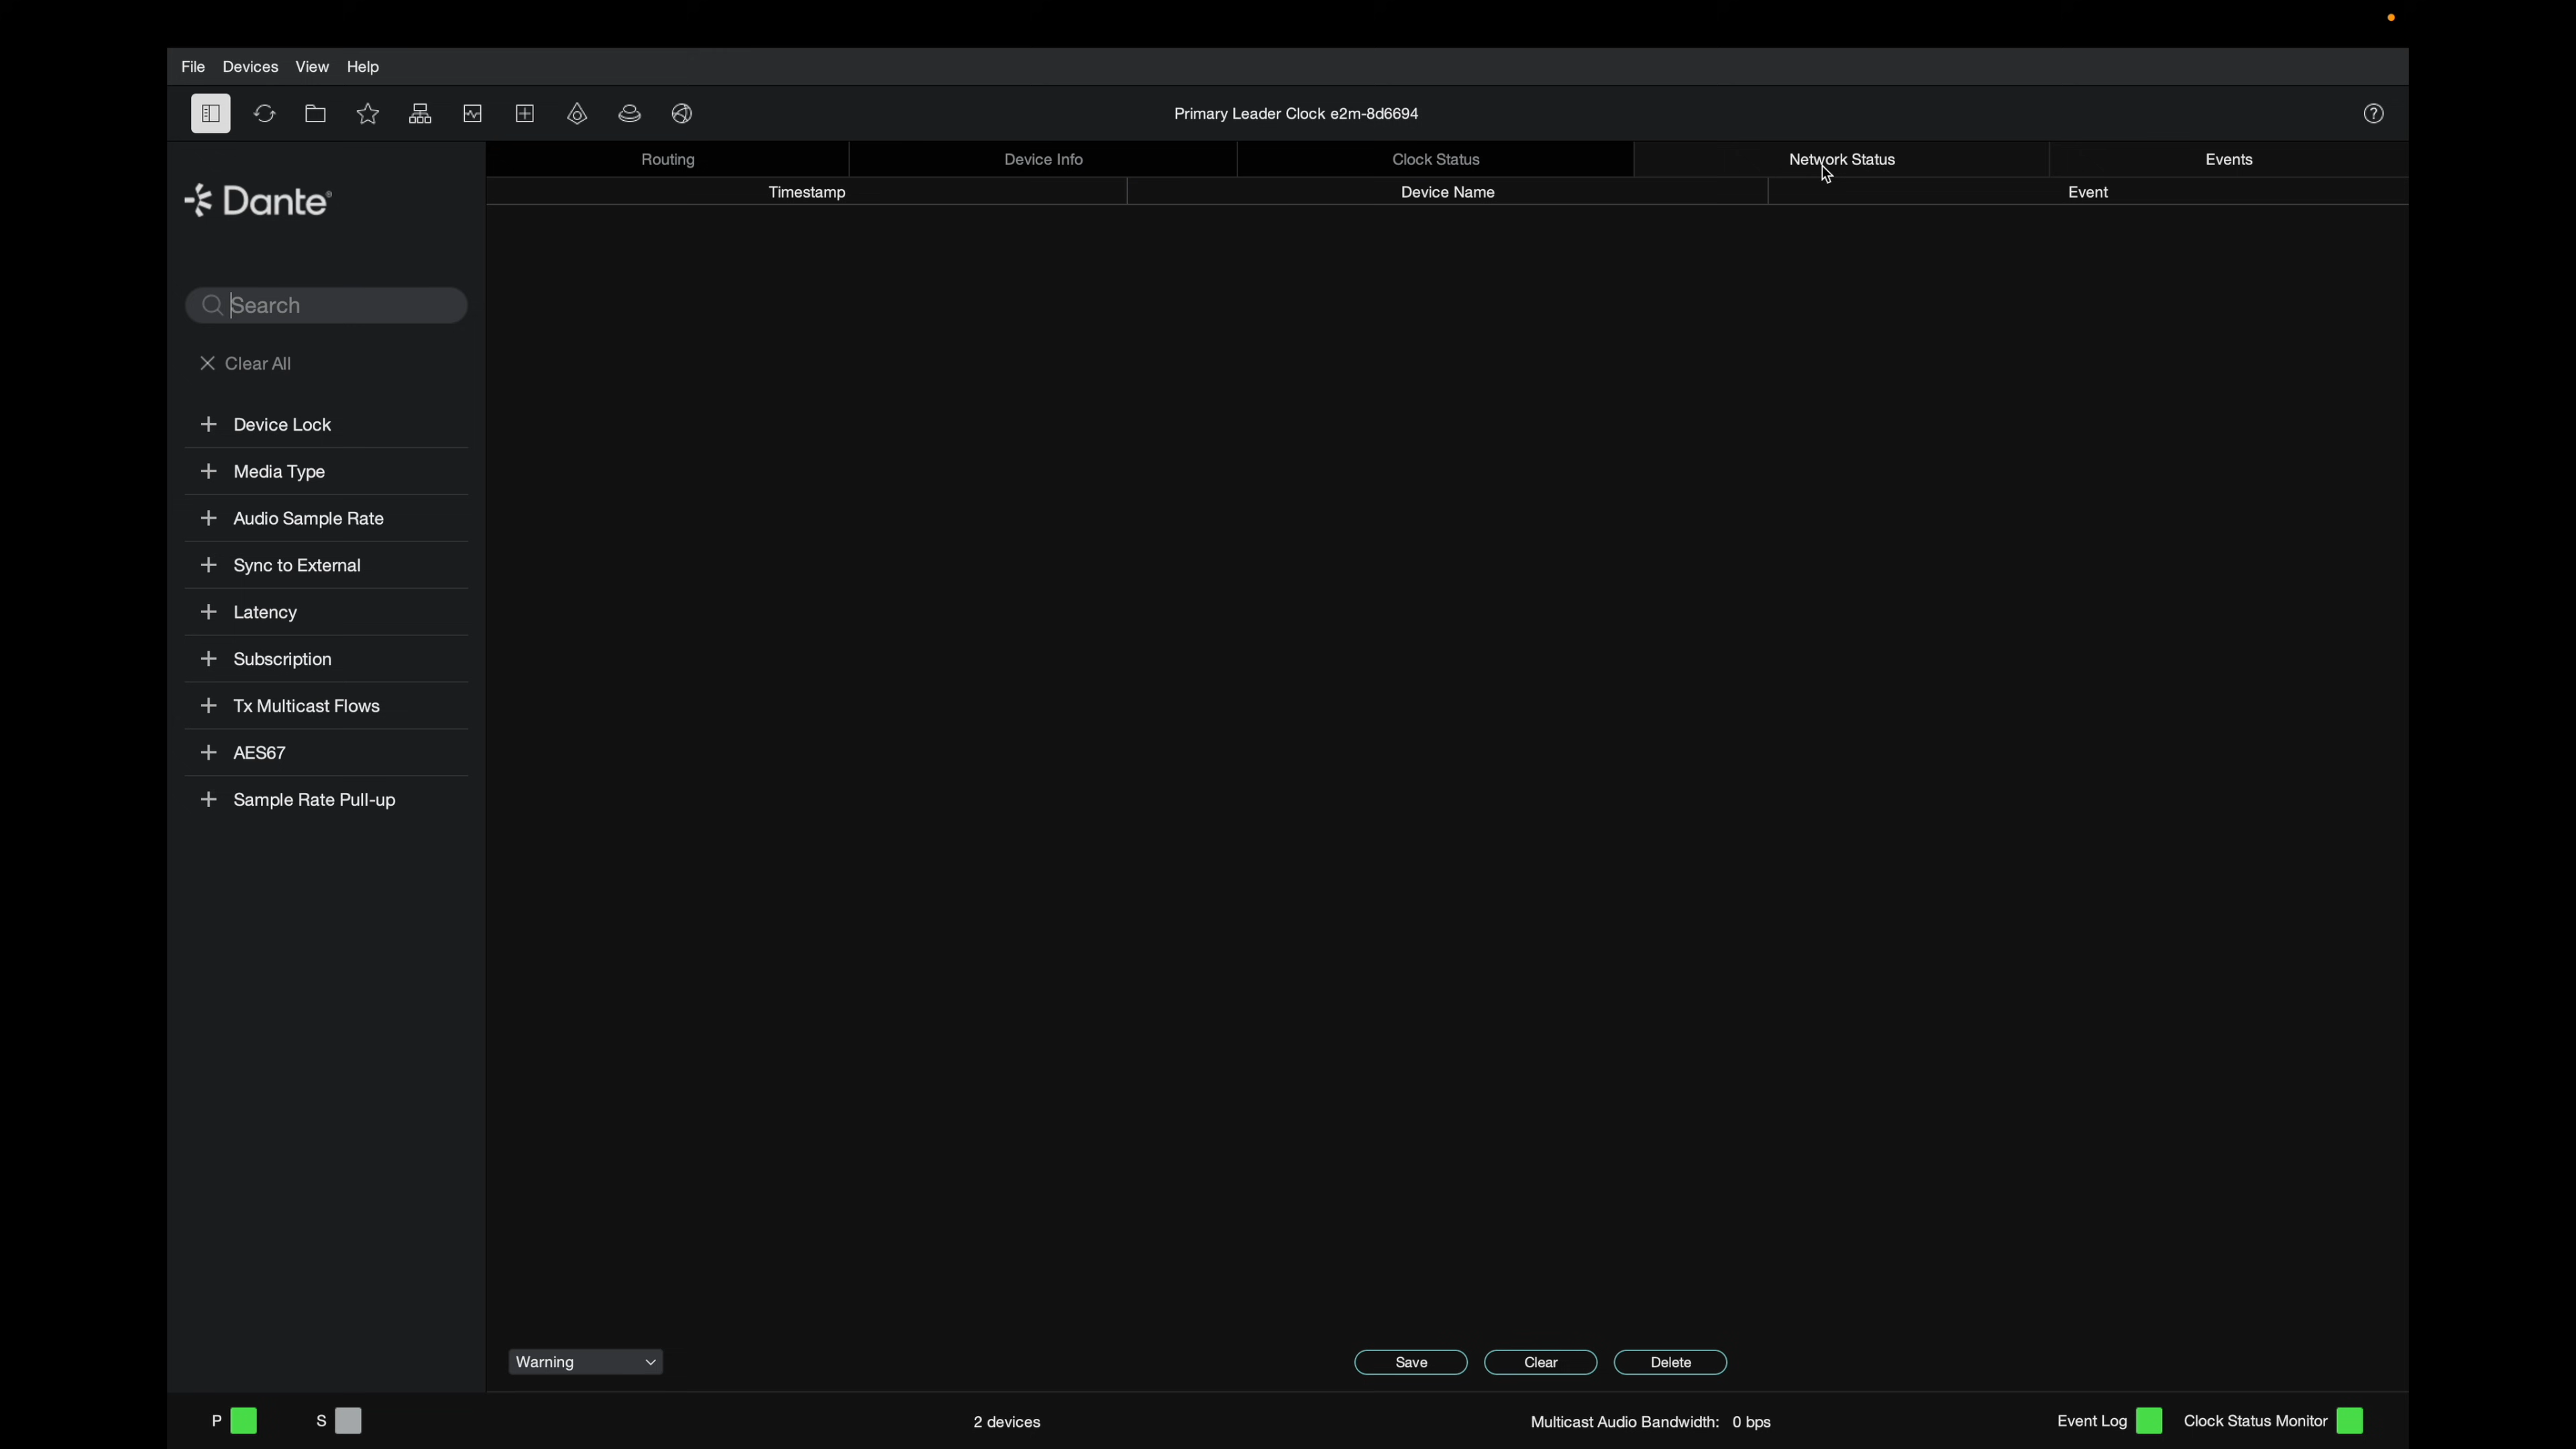 File Devices View Help
Primary Leader Clock e2m-8d6694
Routing Device Info Clock Status Network Status Events
Timestamp Device Name Event
Dante®
Search
Clear All
Device Lock
Media Type
Audio Sample Rate
Sync to External
Latency
Subscription
Tx Multicast Flows
AES67
Sample Rate Pull-up
Warning Save Clear Delete
P S 2 devices Multicast Audio Bandwidth: 0 bps Event Log Clock Status Monitor